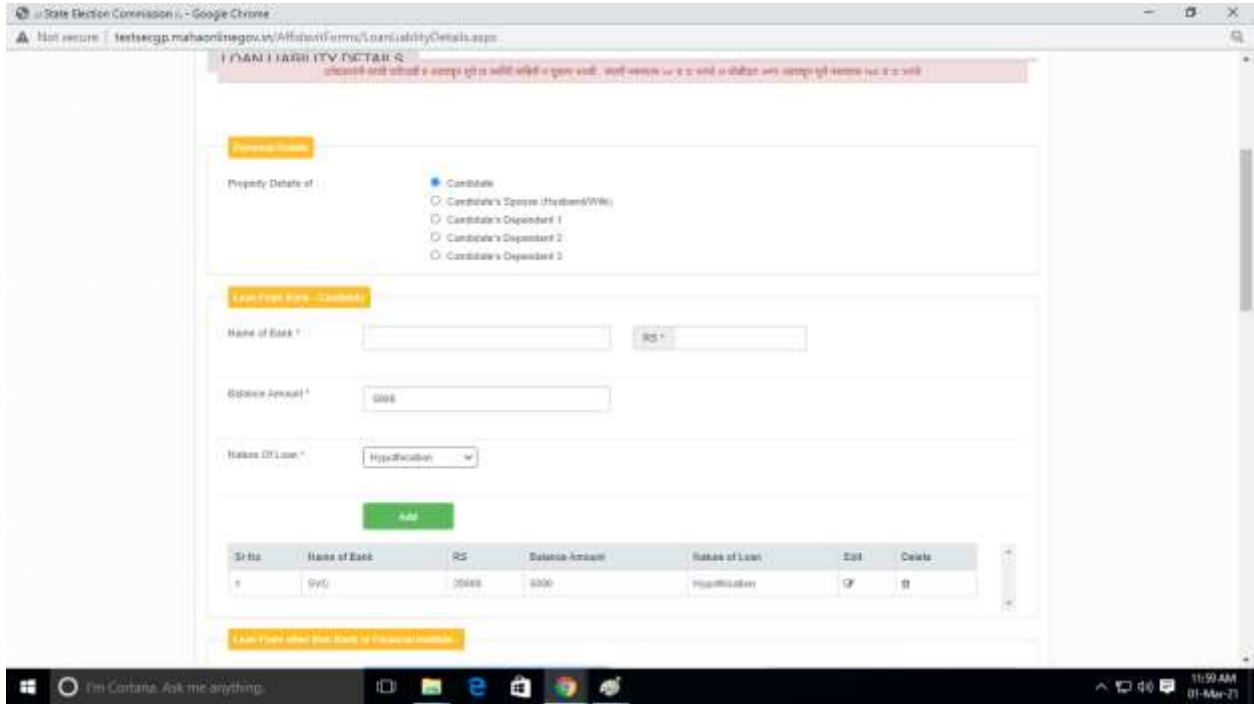 State Election Commission - Google Chrome
Not secure | testsecgp.mahaonlinegov.in/AffidavitForms/LoanLiabilityDetails.aspx
LOAN LIABILITY DETAILS
Personal Details
Property Details of
Candidate
Candidate's Spouse (Husband/Wife)
Candidate's Dependent 1
Candidate's Dependent 2
Candidate's Dependent 3
Loan From Bank - Candidate
Name of Bank *
RS *
Balance Amount *
5000
Nature Of Loan *
Hypothication
Add
Sr No Name of Bank RS Balance Amount Nature of Loan Edit Delete
1 SVC 20000 5000 Hypothication
Loan From other than Bank or Financial Institute
I'm Cortana. Ask me anything.
11:59 AM
01-Mar-21